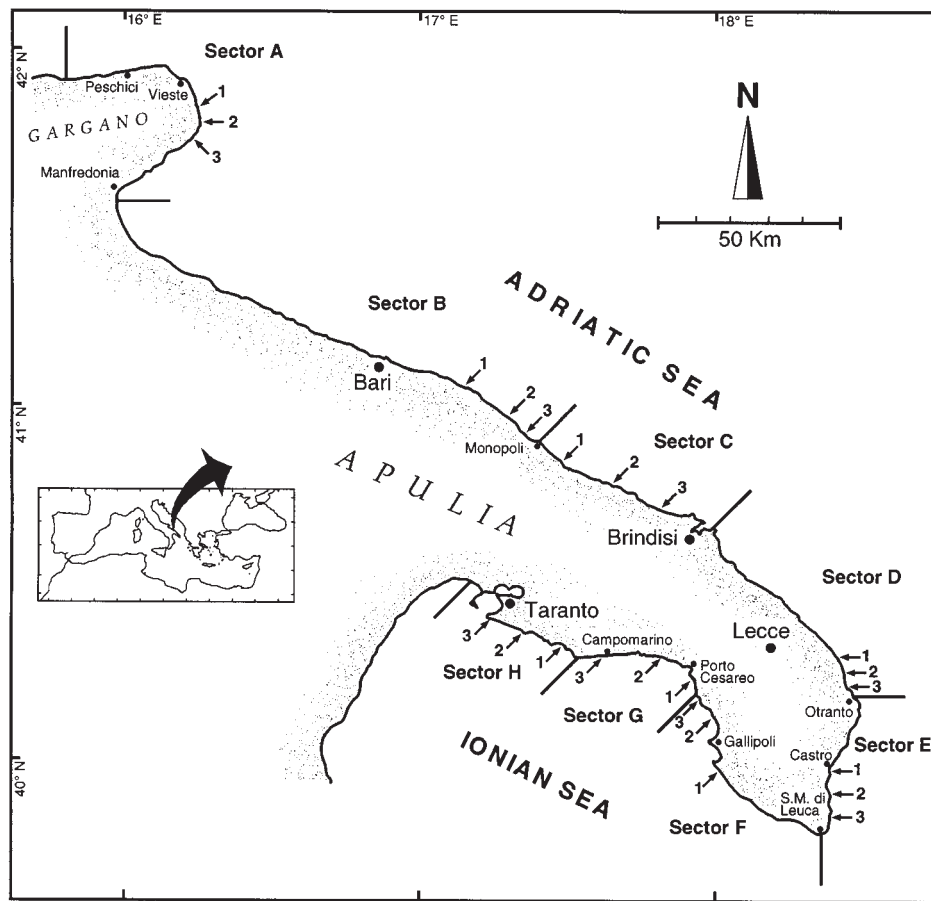 16° E
17° E
18° E
42° N
41° N
40° N
Sector A
Peschici
Vieste
1
2
3
GARGANO
Manfredonia
N
50 Km
ADRIATIC SEA
Sector B
Bari
1
2
3
Monopoli
Sector C
1
2
3
APULIA
Brindisi
Sector D
Lecce
1
2
3
Otranto
Taranto
Campomarino
Porto
Cesareo
3
2
1
Sector H
3
2
1
Sector G
3
2
Gallipoli
1
Sector F
IONIAN SEA
Castro
Sector E
1
2
3
S.M. di
Leuca